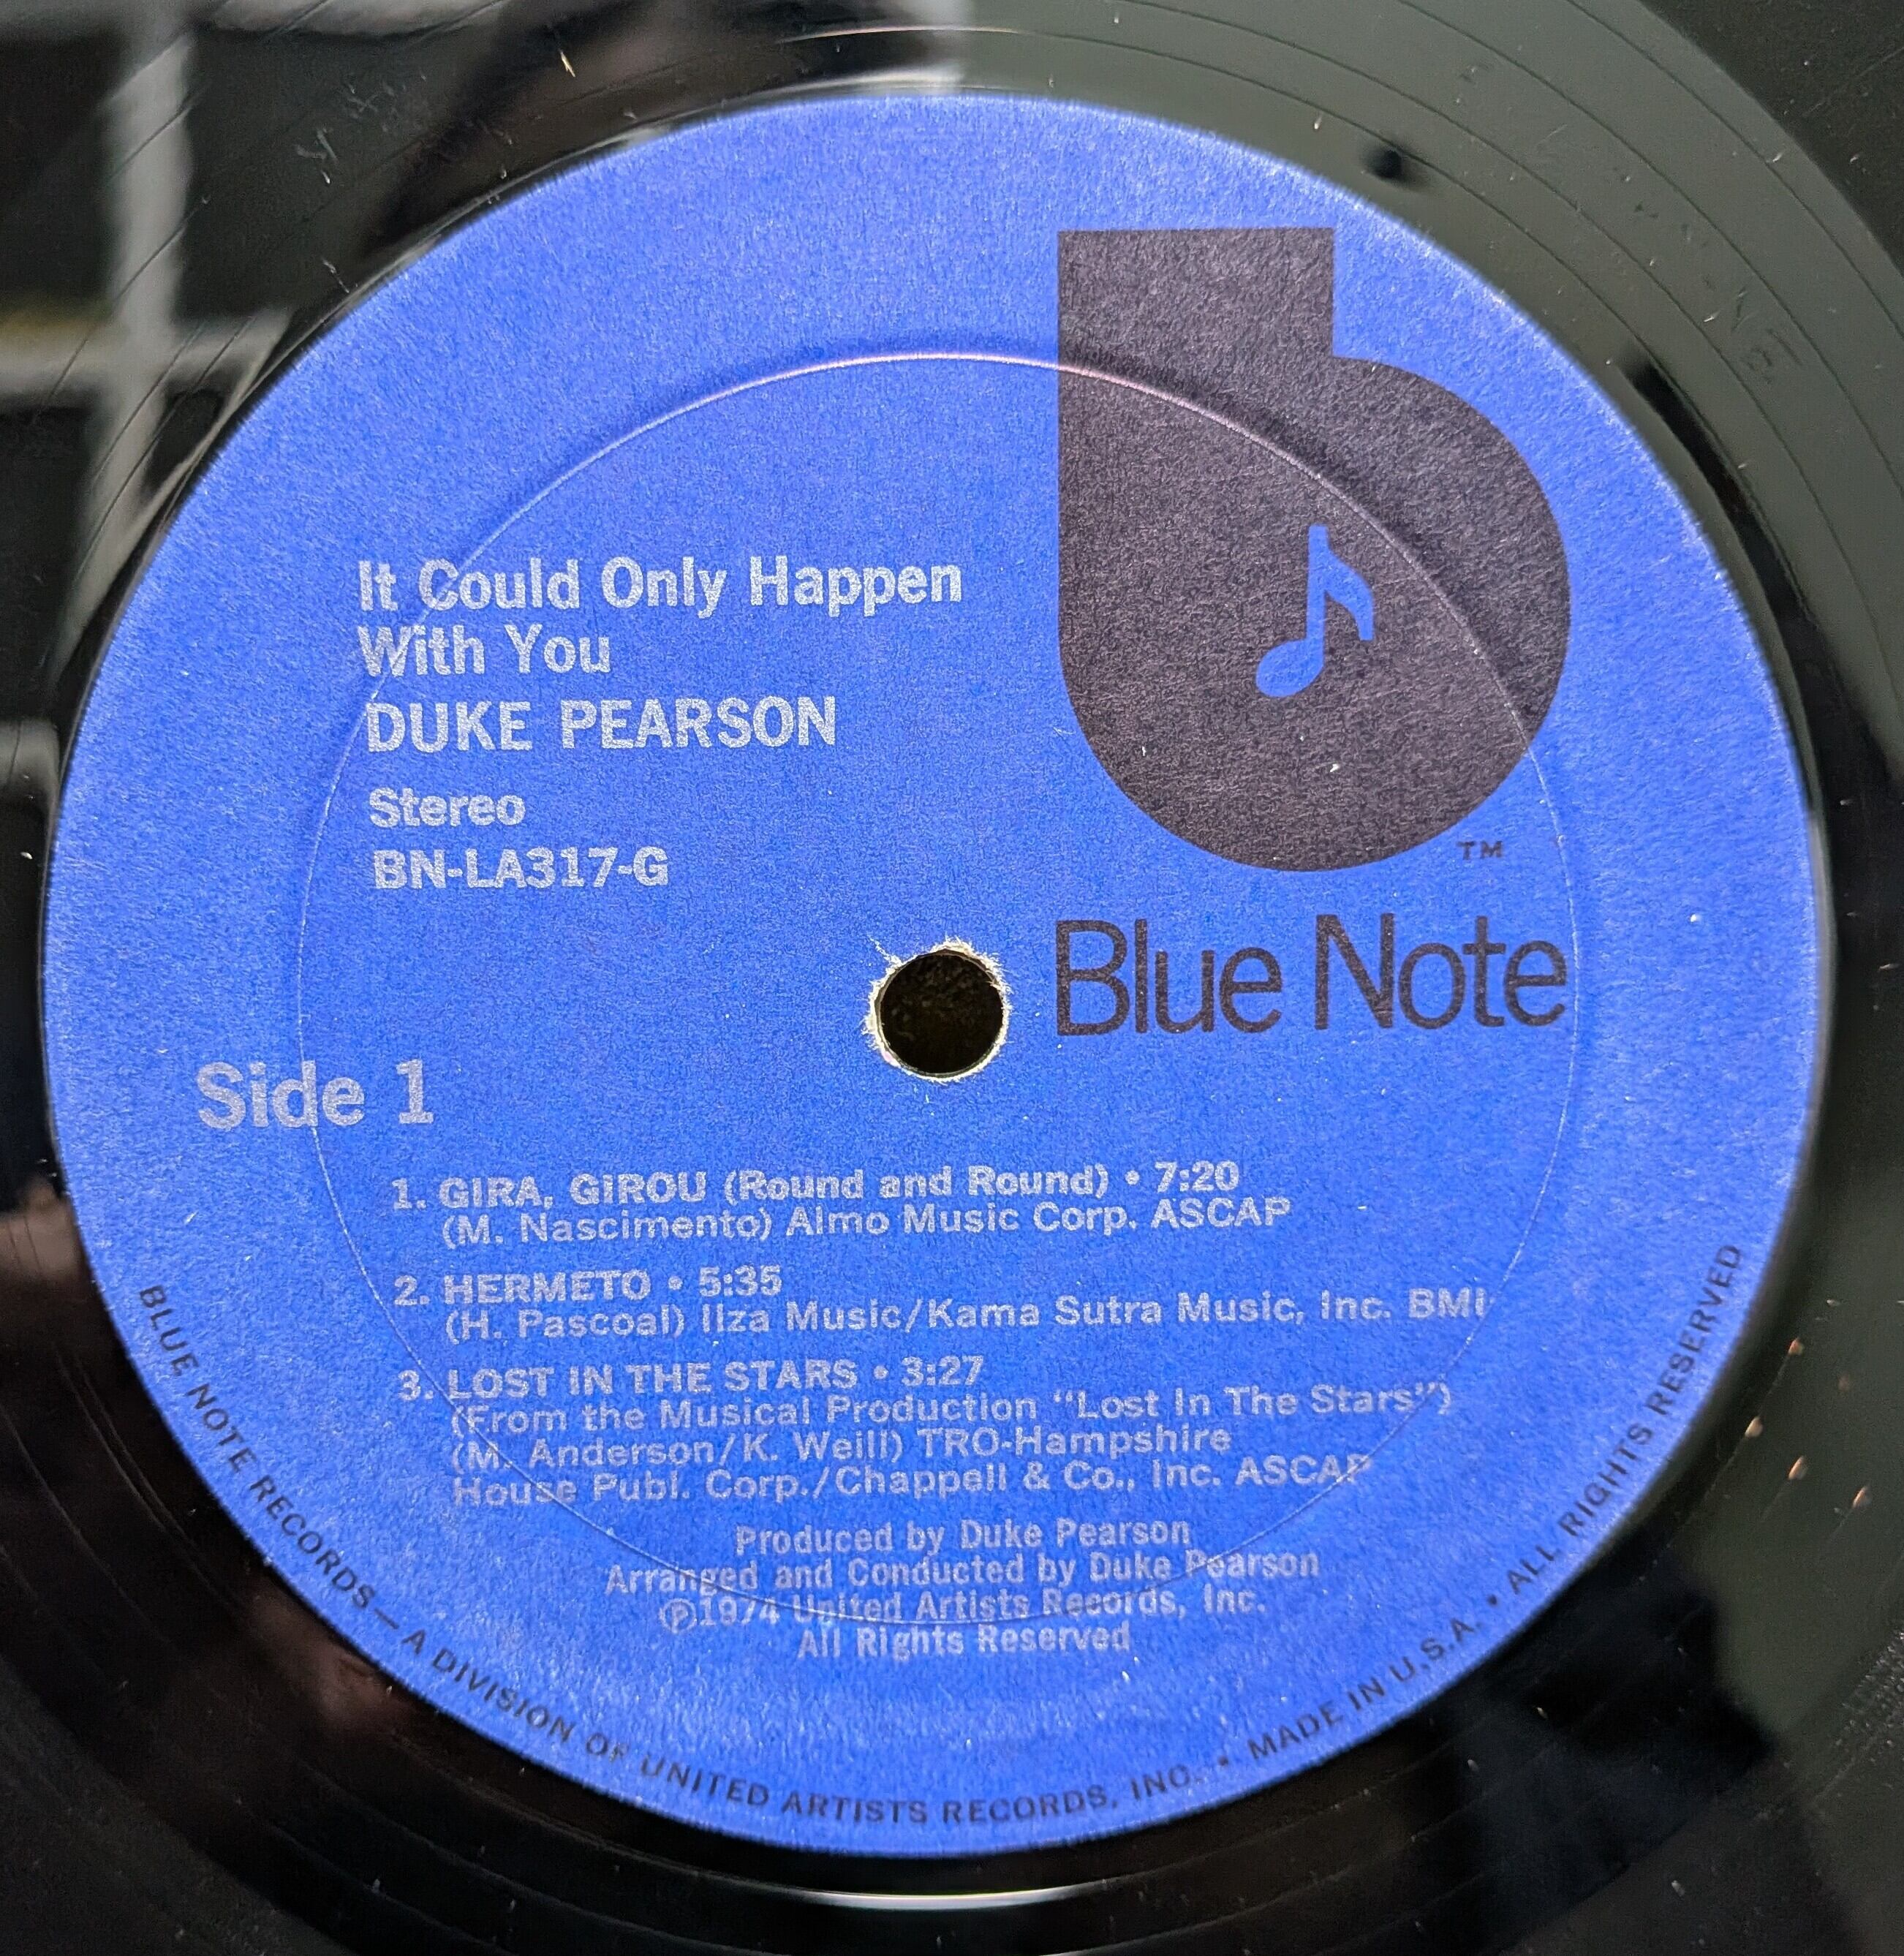 It Could Only Happen
With You
DUKE PEARSON
Stereo
BN-LA317-G
TM
Blue Note
Side 1
1. GIRA, GIROU (Round and Round) • 7:20
(M. Nascimento) Almo Music Corp. ASCAP
2. HERMETO • 5:35
(H. Pascoal) Ilza Music/Kama Sutra Music, Inc. BMI
3. LOST IN THE STARS • 3:27
(From the Musical Production "Lost In The Stars")
(M. Anderson/K. Weill) TRO-Hampshire
House Publ. Corp./Chappell & Co., Inc. ASCAP
Produced by Duke Pearson
Arranged and Conducted by Duke Pearson
℗1974 United Artists Records, Inc.
All Rights Reserved
BLUE NOTE RECORDS—A DIVISION OF UNITED ARTISTS RECORDS, INC. • MADE IN U.S.A. • ALL RIGHTS RESERVED